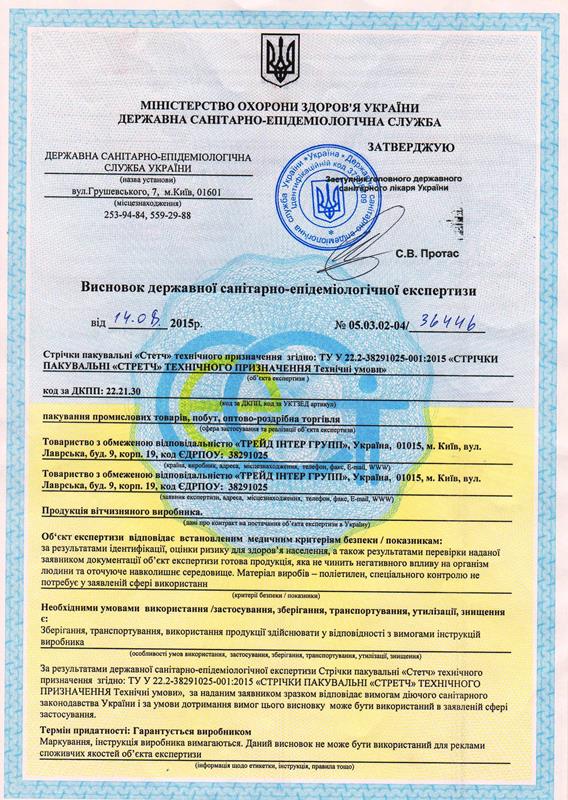 МІНІСТЕРСТВО ОХОРОНИ ЗДОРОВ'Я УКРАЇНИ
ДЕРЖАВНА САНІТАРНО-ЕПІДЕМІОЛОГІЧНА СЛУЖБА
ЗАТВЕРДЖУЮ
ДЕРЖАВНА САНІТАРНО-ЕПІДЕМІОЛОГІЧНА
СЛУЖБА УКРАЇНИ
(назва установи)
вул.Грушевського, 7, м.Київ, 01601
(місцезнаходження)
253-94-84, 559-29-88
Заступник головного державного
санітарного лікаря України
С.В. Протас
Висновок державної санітарно-епідеміологічної експертизи
від 14.08. 2015р. № 05.03.02-04/ 36446
Стрічки пакувальні «Стетч» технічного призначення згідно: ТУ У 22.2-38291025-001:2015 «СТРІЧКИ
ПАКУВАЛЬНІ «СТРЕТЧ» ТЕХНІЧНОГО ПРИЗНАЧЕННЯ Технічні умови»
(об'єкта експертизи )
код за ДКПП: 22.21.30
(код за ДКПП, код за УКТЗЕД артикул)
пакування промислових товарів, побут, оптово-роздрібна торгівля
(сфера застосування та реалізації об'єкта експертизи)
Товариство з обмеженою відповідальністю «ТРЕЙД ІНТЕР ГРУПП», Україна, 01015, м. Київ, вул.
Лаврська, буд. 9, корп. 19, код ЄДРПОУ: 38291025
(країна, виробник, адреса, місцезнаходження, телефон, факс, E-mail, WWW)
Товариство з обмеженою відповідальністю «ТРЕЙД ІНТЕР ГРУПП», Україна, 01015, м. Київ, вул.
Лаврська, буд. 9, корп. 19, код ЄДРПОУ: 38291025
(заявник експертизи, адреса, місцезнаходження, телефон, факс, E-mail, WWW)
Продукція вітчизняного виробника.
(дані про контракт на постачання об'єкта експертизи в Україну)
Об'єкт експертизи відповідає встановленим медичним критеріям безпеки / показникам:
за результатами ідентифікації, оцінки ризику для здоров'я населення, а також результатами перевірки наданої
заявником документації об'єкт експертизи готова продукція, яка не чинить негативного впливу на організм
людини та оточуюче навколишнє середовище. Матеріал виробів – поліетилен, спеціального контролю не
потребує у заявленій сфері використанн
(критерії безпеки / показники)
Необхідними умовами використання /застосування, зберігання, транспортування, утилізації, знищення
є:
Зберігання, транспортування, використання продукції здійснювати у відповідності з вимогами інструкцій
виробника
(особливості умов використання, застосування, зберігання, транспортування, утилізації, знищення)
За результатами державної санітарно-епідеміологічної експертизи Стрічки пакувальні «Стетч» технічного
призначення згідно: ТУ У 22.2-38291025-001:2015 «СТРІЧКИ ПАКУВАЛЬНІ «СТРЕТЧ» ТЕХНІЧНОГО
ПРИЗНАЧЕННЯ Технічні умови», за наданим заявником зразком відповідає вимогам діючого санітарного
законодавства України і за умови дотримання вимог цього висновку може бути використаний в заявленій сфері
застосування.
Термін придатності: Гарантується виробником
Маркування, інструкція виробника вимагаються. Даний висновок не може бути використаний для реклами
споживчих якостей об'єкта експертизи
(інформація щодо етикетки, інструкція, правила тощо)